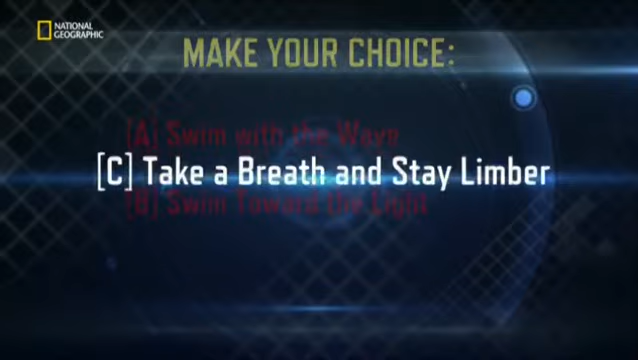 NATIONAL
GEOGRAPHIC
MAKE YOUR CHOICE:
[A] Swim with the Wave
[C] Take a Breath and Stay Limber
[B] Swim Toward the Light